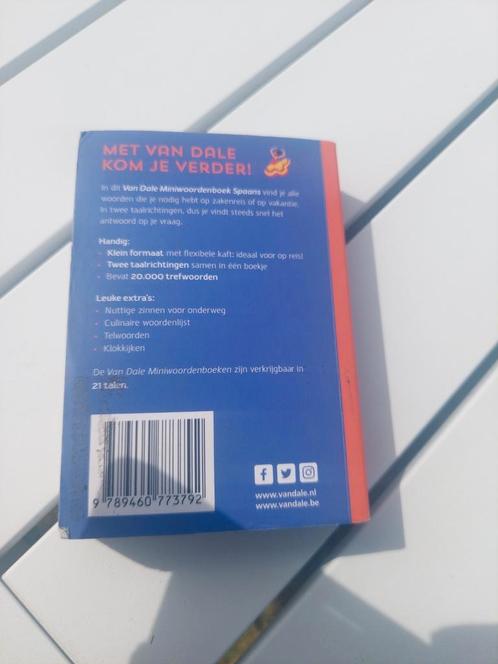 MET VAN DALE
KOM JE VERDER!
In dit Van Dale Miniwoordenboek Spaans vind je alle
woorden die je nodig hebt op zakenreis of op vakantie.
In twee taalrichtingen, dus je vindt steeds snel het
antwoord op je vraag.
Handig:
- Klein formaat met flexibele kaft: ideaal voor op reis!
- Twee taalrichtingen samen in één boekje
- Bevat 20.000 trefwoorden
Leuke extra's:
- Nuttige zinnen voor onderweg
- Culinaire woordenlijst
- Telwoorden
- Klokkijken
De Van Dale Miniwoordenboeken zijn verkrijgbaar in
21 talen.
9 789460 773792
www.vandale.nl
www.vandale.be